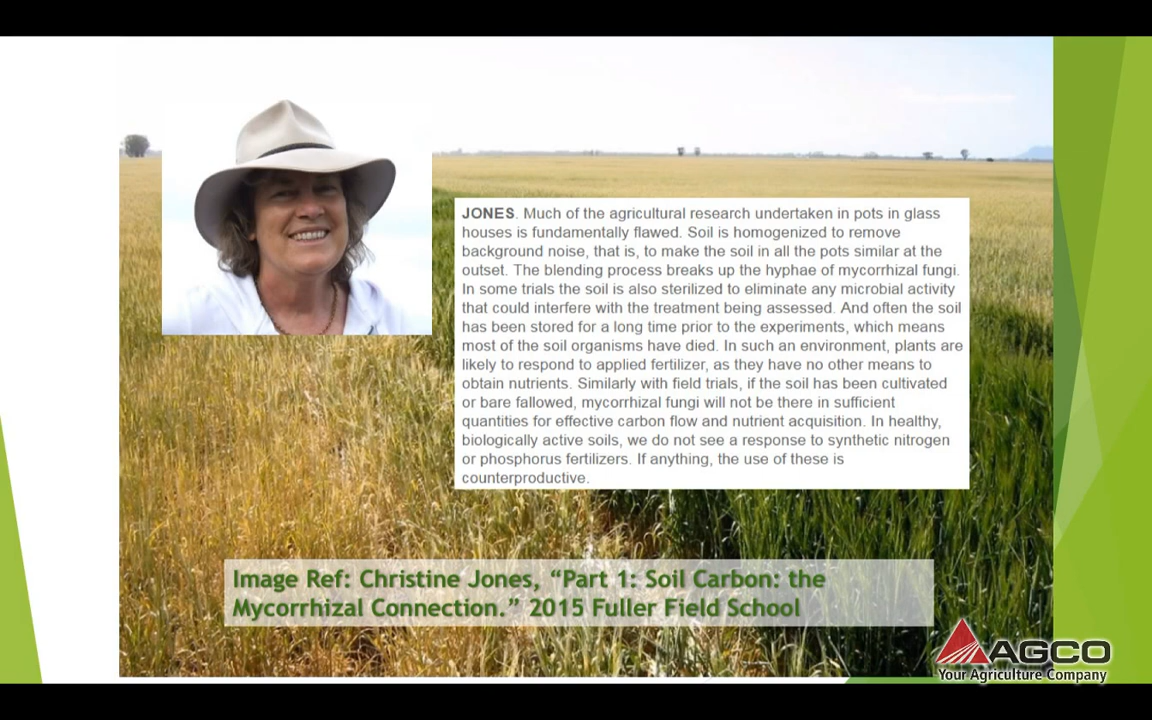 JONES. Much of the agricultural research undertaken in pots in glass
houses is fundamentally flawed. Soil is homogenized to remove
background noise, that is, to make the soil in all the pots similar at the
outset. The blending process breaks up the hyphae of mycorrhizal fungi.
In some trials the soil is also sterilized to eliminate any microbial activity
that could interfere with the treatment being assessed. And often the soil
has been stored for a long time prior to the experiments, which means
most of the soil organisms have died. In such an environment, plants are
likely to respond to applied fertilizer, as they have no other means to
obtain nutrients. Similarly with field trials, if the soil has been cultivated
or bare fallowed, mycorrhizal fungi will not be there in sufficient
quantities for effective carbon flow and nutrient acquisition. In healthy,
biologically active soils, we do not see a response to synthetic nitrogen
or phosphorus fertilizers. If anything, the use of these is
counterproductive.
Image Ref: Christine Jones, “Part 1: Soil Carbon: the
Mycorrhizal Connection.” 2015 Fuller Field School
AGCO
Your Agriculture Company